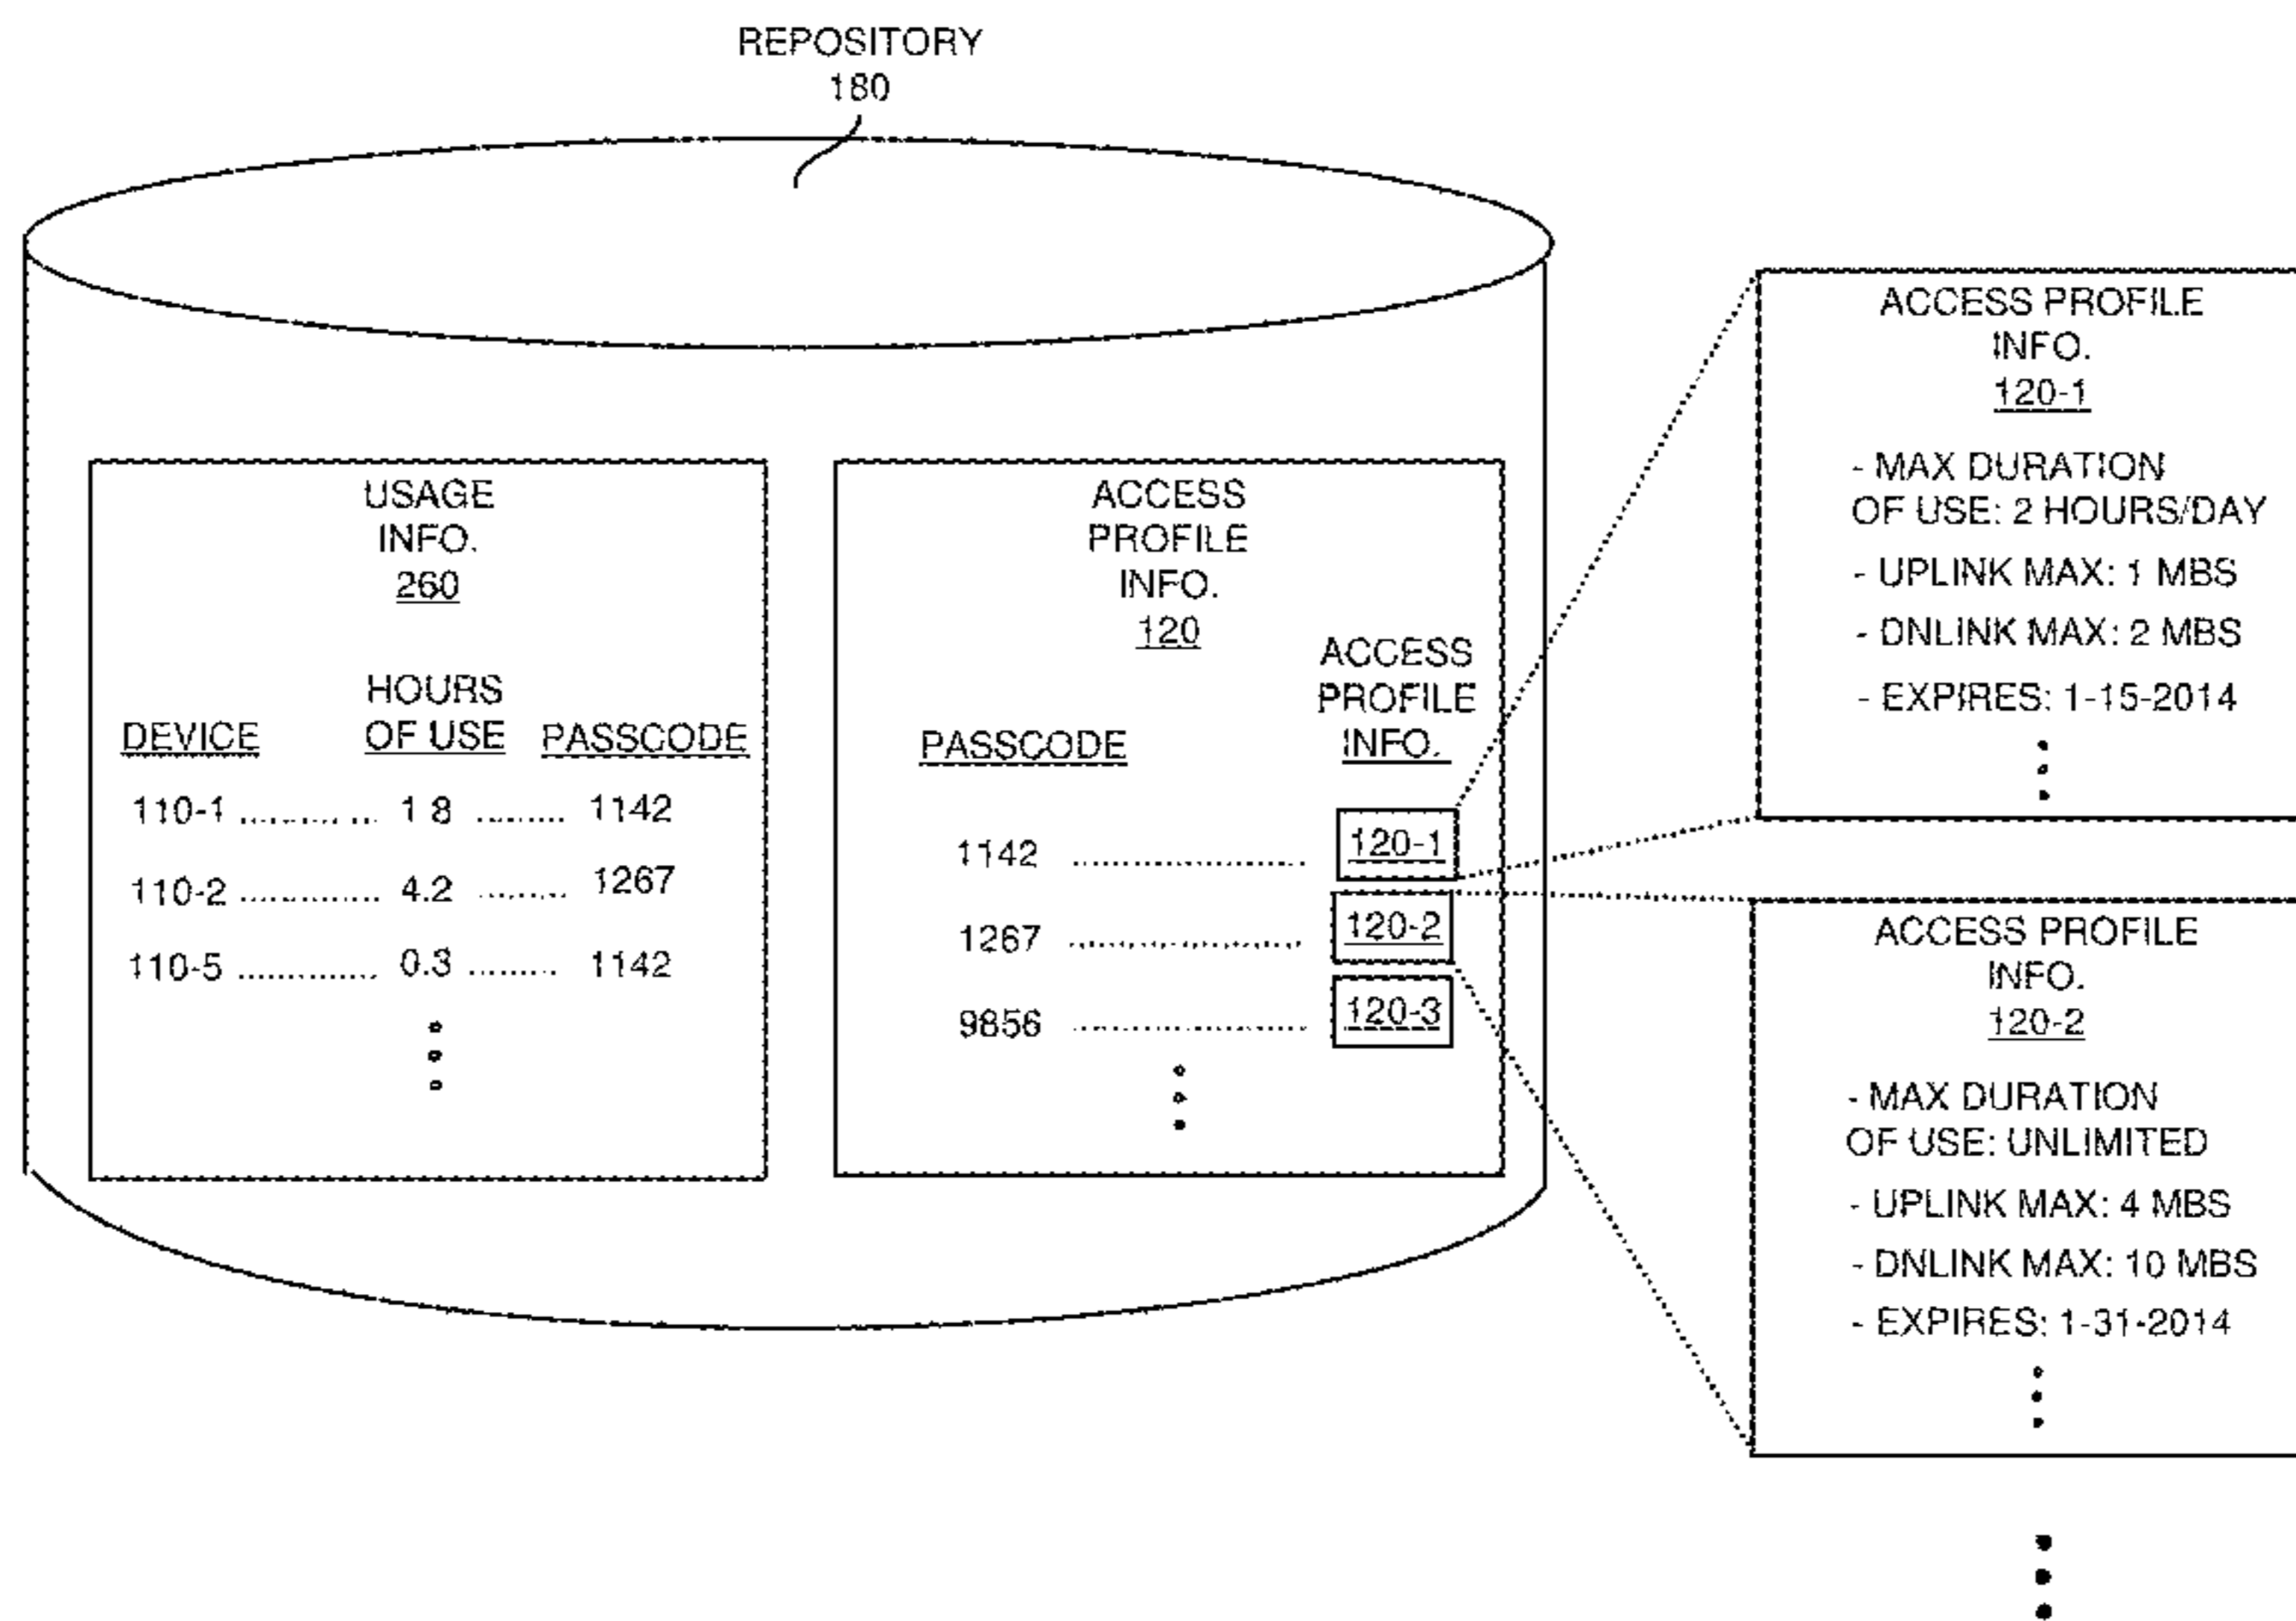 REPOSITORY
180
USAGE
INFO.
260
HOURS
DEVICE OF USE PASSCODE
110-1 .............. 1 8 ........ 1142
110-2 .............. 4.2 ........ 1267
110-5 .............. 0.3 ........ 1142
ACCESS
PROFILE
INFO.
120
ACCESS
PROFILE
PASSCODE INFO.
1142 ........................ 120-1
1267 ........................ 120-2
9856 ........................ 120-3
ACCESS PROFILE
INFO.
120-1
- MAX DURATION
OF USE: 2 HOURS/DAY
- UPLINK MAX: 1 MBS
- DNLINK MAX: 2 MBS
- EXPIRES: 1-15-2014
ACCESS PROFILE
INFO.
120-2
- MAX DURATION
OF USE: UNLIMITED
- UPLINK MAX: 4 MBS
- DNLINK MAX: 10 MBS
- EXPIRES: 1-31-2014